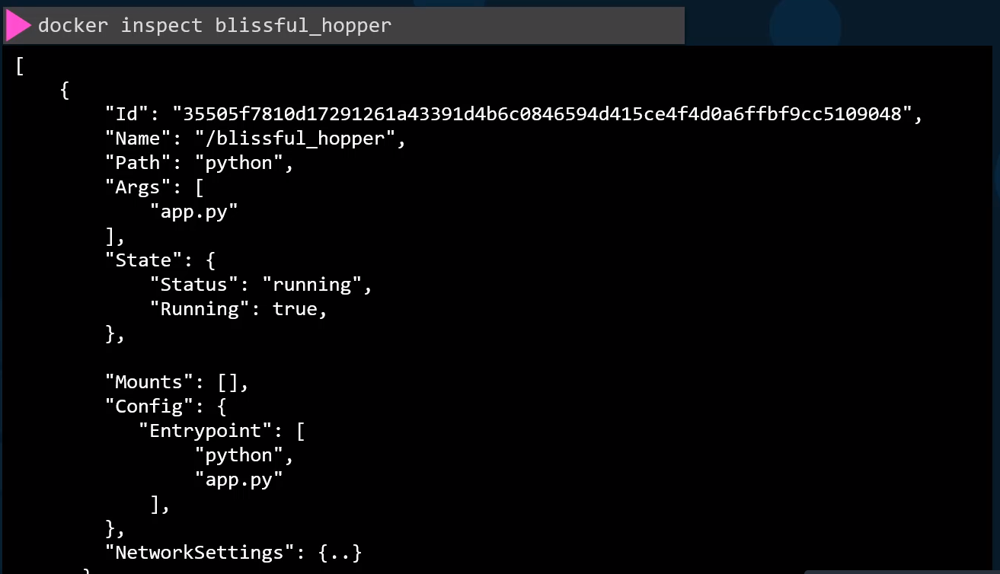 docker inspect blissful_hopper
[
{
"Id": "35505f7810d17291261a43391d4b6c0846594d415ce4f4d0a6ffbf9cc5109048",
"Name": "/blissful_hopper",
"Path": "python",
"Args": [
"app.py"
],
"State": {
"Status": "running",
"Running": true,
},
"Mounts": [],
"Config": {
"Entrypoint": [
"python",
"app.py"
],
},
"NetworkSettings": {..}
}